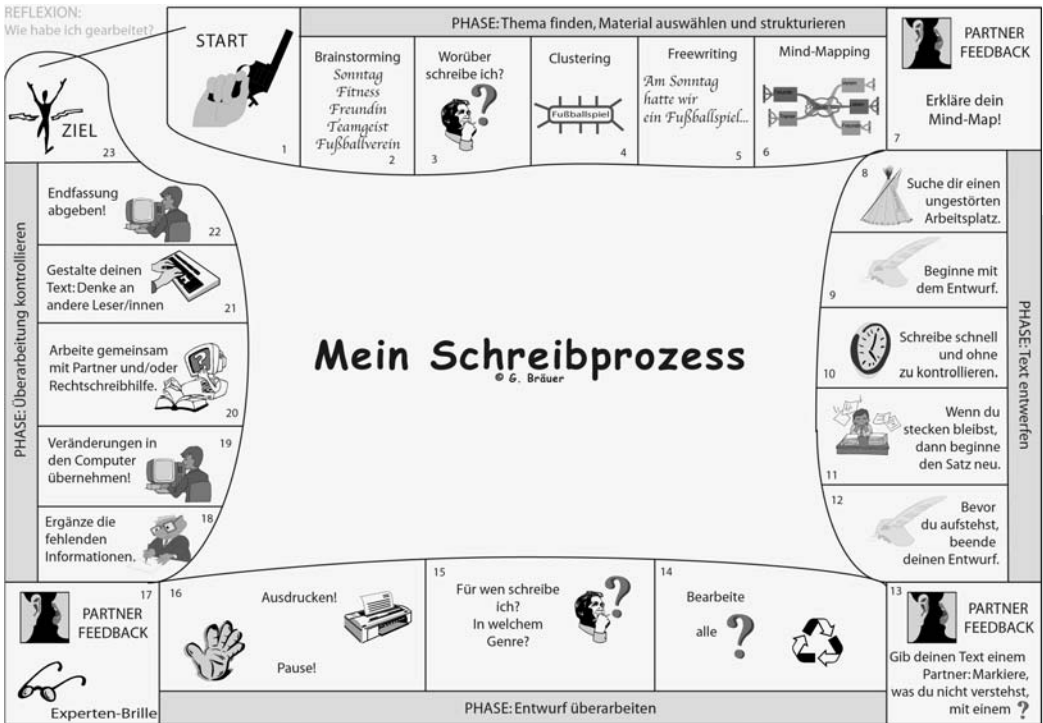 REFLEXION:
Wie habe ich gearbeitet?
START
1
PHASE: Thema finden, Material auswählen und strukturieren
Brainstorming
Sonntag
Fitness
Freundin
Teamgeist
Fußballverein
2
Worüber
schreibe ich?
?
3
Clustering
Fußballspiel
4
Freewriting
Am Sonntag
hatte wir
ein Fußballspiel...
5
Mind-Mapping
6
PARTNER
FEEDBACK
Erkläre dein
Mind-Map!
7
PHASE: Text entwerfen
8
Suche dir einen
ungestörten
Arbeitsplatz.
Beginne mit
dem Entwurf.
9
Schreibe schnell
und ohne
zu kontrollieren.
10
Wenn du
stecken bleibst,
dann beginne
den Satz neu.
11
12
Bevor
du aufstehst,
beende
deinen Entwurf.
13
PARTNER
FEEDBACK
Gib deinen Text einem
Partner: Markiere,
was du nicht verstehst,
mit einem ?
PHASE: Entwurf überarbeiten
14
Bearbeite
alle ?
15
Für wen schreibe
ich?
In welchem
Genre?
?
16
Ausdrucken!
Pause!
17
PARTNER
FEEDBACK
Experten-Brille
PHASE: Überarbeitung kontrollieren
18
Ergänze die
fehlenden
Informationen.
19
Veränderungen in
den Computer
übernehmen!
Arbeite gemeinsam
mit Partner und/oder
Rechtschreibhilfe.
?
20
Gestalte deinen
Text: Denke an
andere Leser/innen
21
Endfassung
abgeben!
22
ZIEL
23
Mein Schreibprozess
© G. Bräuer